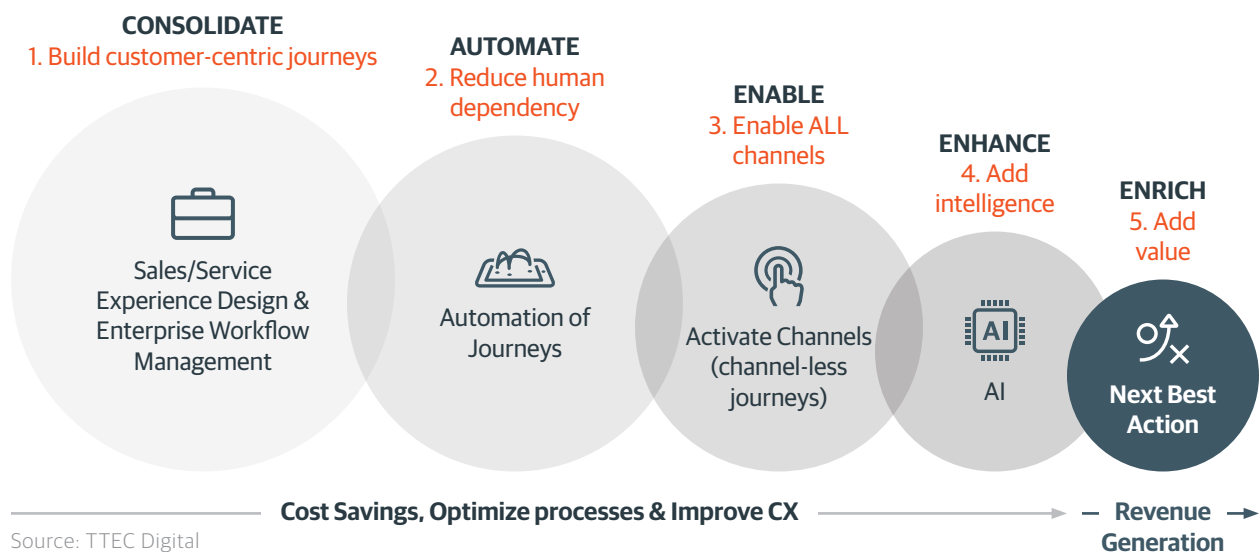 CONSOLIDATE
1. Build customer-centric journeys
Sales/Service
Experience Design &
Enterprise Workflow
Management
AUTOMATE
2. Reduce human
dependency
Automation of
Journeys
ENABLE
3. Enable ALL
channels
Activate Channels
(channel-less
journeys)
ENHANCE
4. Add
intelligence
AI
AI
ENRICH
5. Add
value
Next Best
Action
Cost Savings, Optimize processes & Improve CX
Revenue
Generation
Source: TTEC Digital